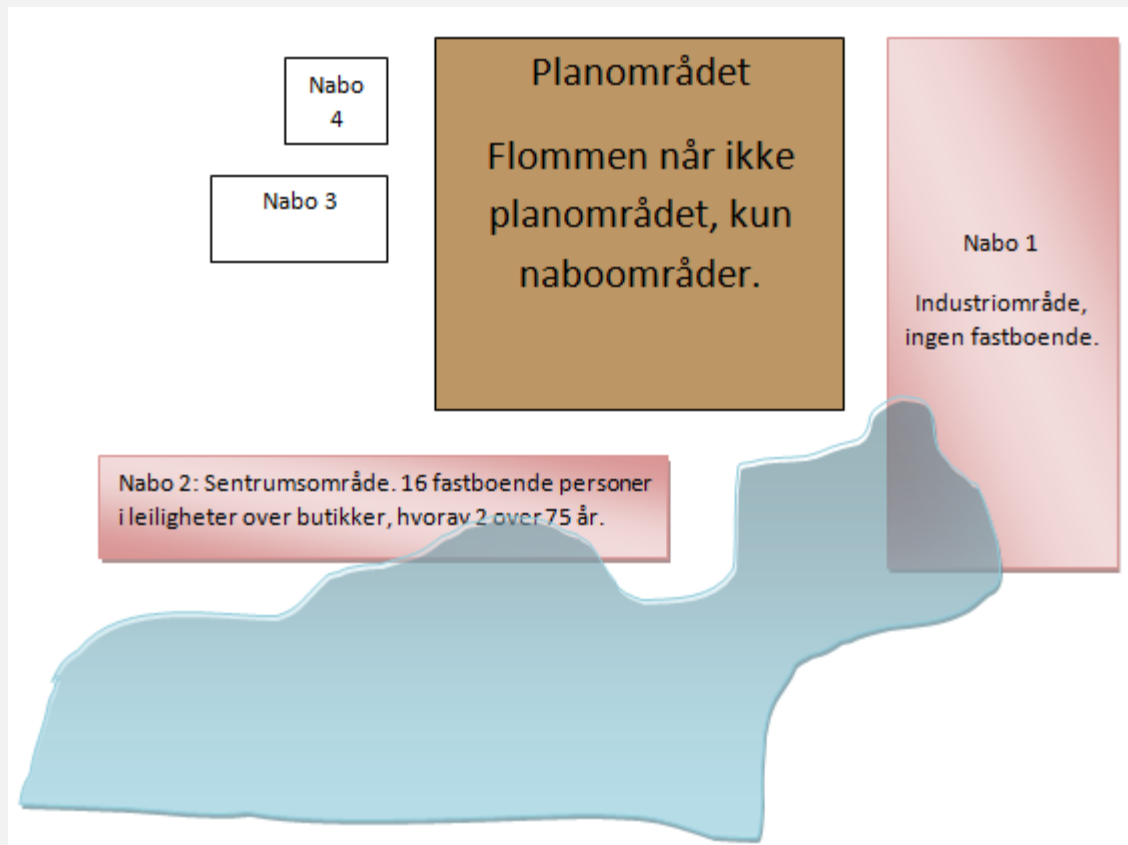 Nabo
4
Nabo 3
Planområdet
Flommen når ikke
planområdet, kun
naboområder.
Nabo 1
Industriområde,
ingen fastboende.
Nabo 2: Sentrumsområde. 16 fastboende personer
i leiligheter over butikker, hvorav 2 over 75 år.